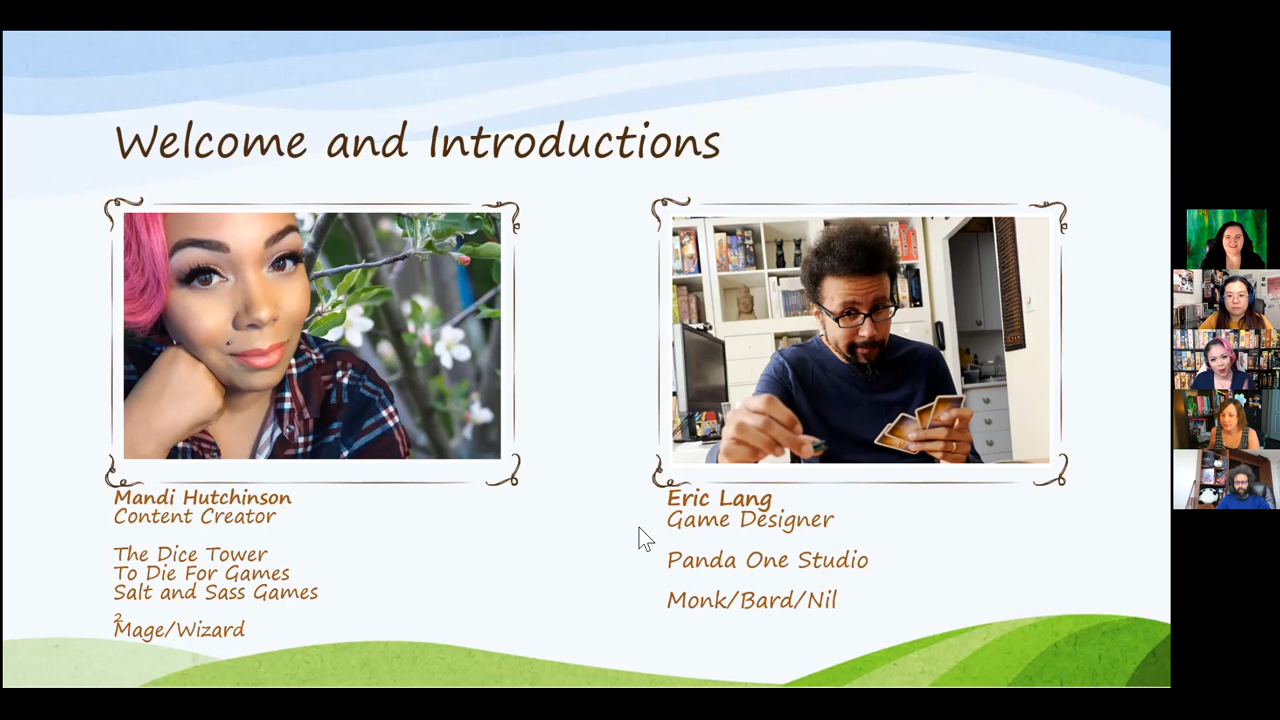 Welcome and Introductions
Mandi Hutchinson
Content Creator
The Dice Tower
To Die For Games
Salt and Sass Games
2
Mage/Wizard
Eric Lang
Game Designer
Panda One Studio
Monk/Bard/Nil